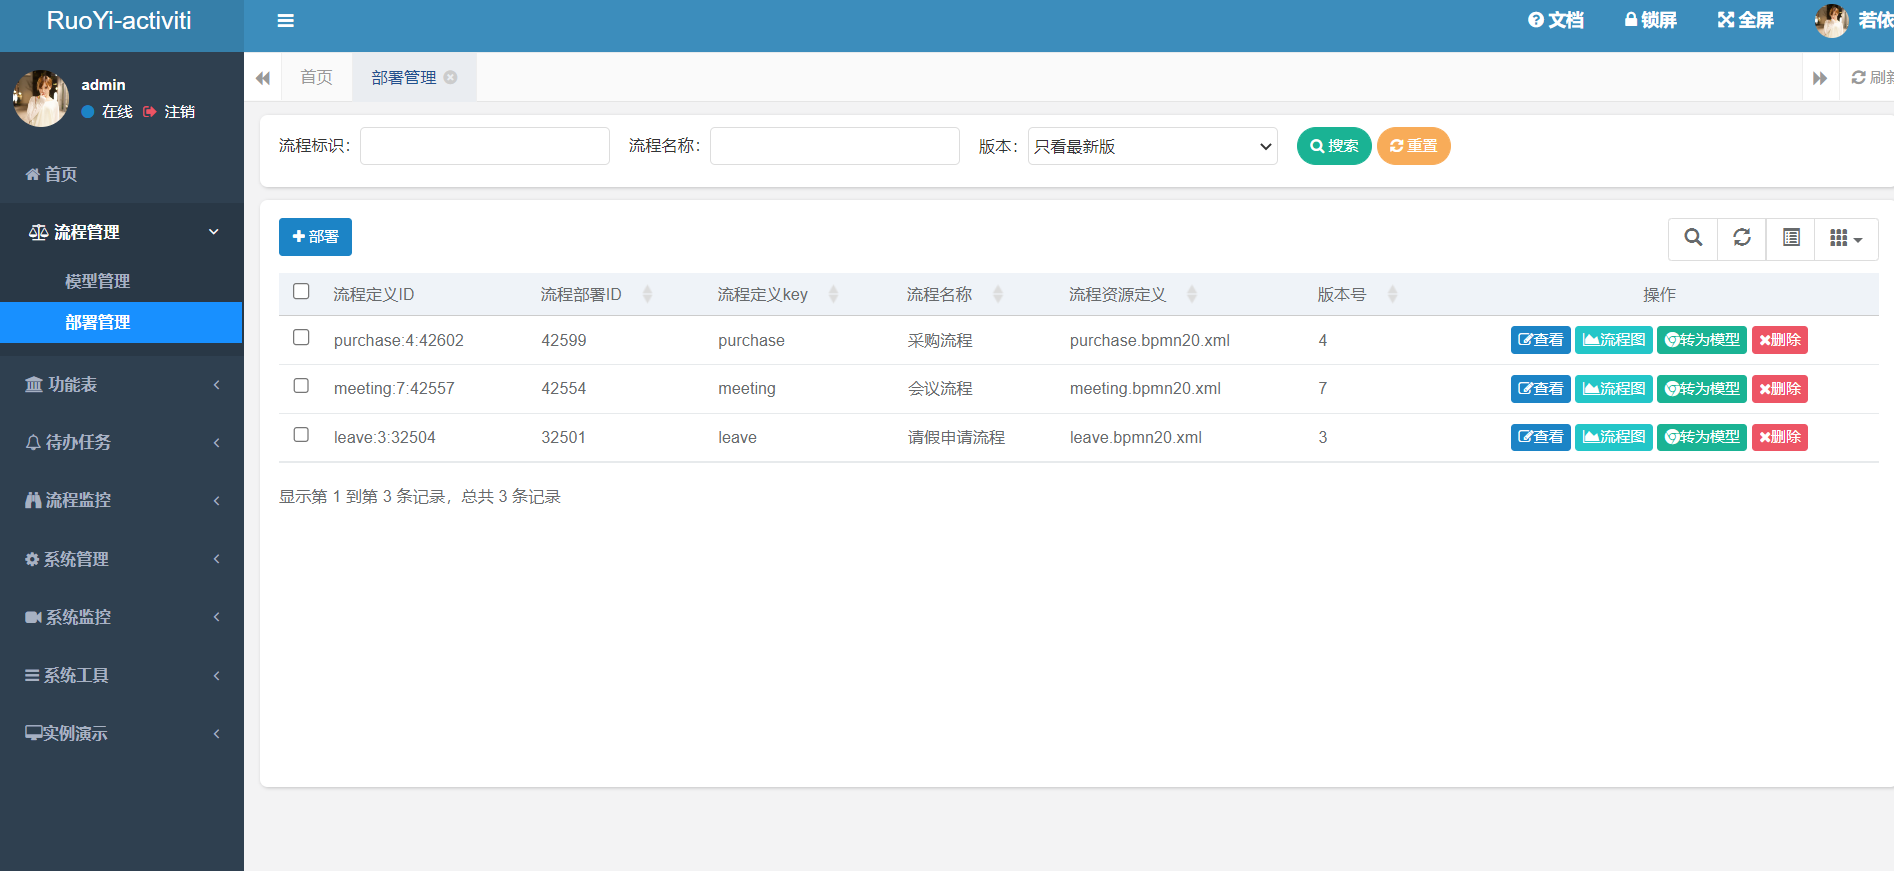 RuoYi-activiti
文档 锁屏 全屏 若依
admin
在线 注销
首页 部署管理 刷新
流程标识： 流程名称： 版本： 只看最新版 搜索 重置
首页
流程管理
模型管理
部署管理
功能表
待办任务
流程监控
系统管理
系统监控
系统工具
实例演示
部署
流程定义ID 流程部署ID 流程定义key 流程名称 流程资源定义 版本号 操作
purchase:4:42602 42599 purchase 采购流程 purchase.bpmn20.xml 4 查看 流程图 转为模型 删除
meeting:7:42557 42554 meeting 会议流程 meeting.bpmn20.xml 7 查看 流程图 转为模型 删除
leave:3:32504 32501 leave 请假申请流程 leave.bpmn20.xml 3 查看 流程图 转为模型 删除
显示第 1 到第 3 条记录，总共 3 条记录